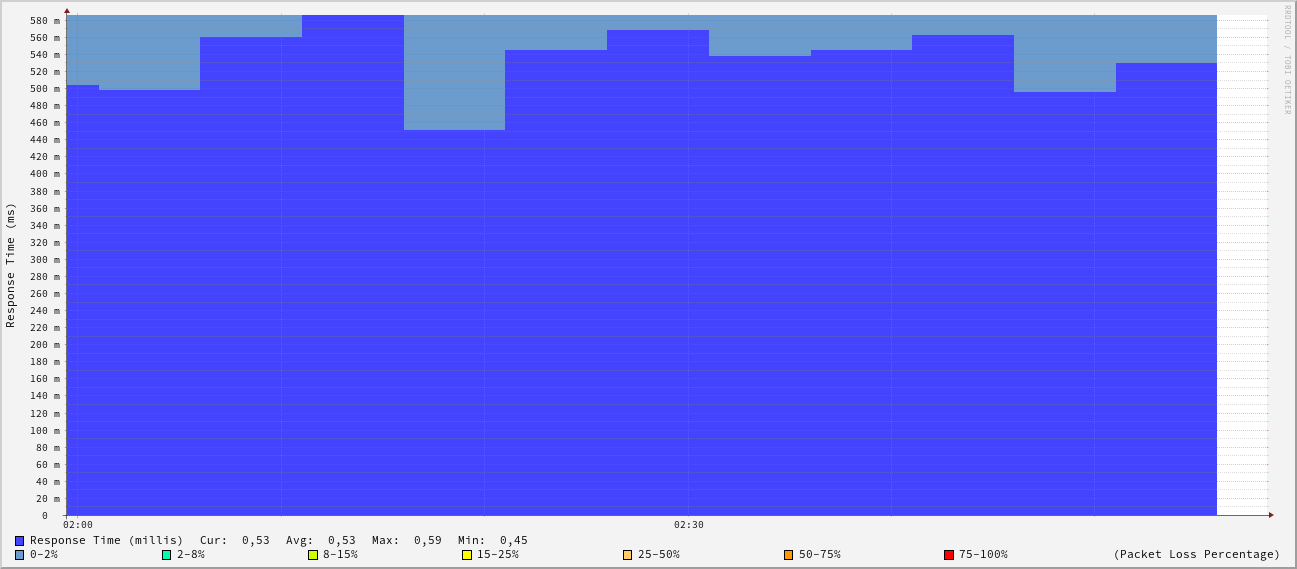 RRDTOOL / TOBI OETIKER
Response Time (ms)
580 m
560 m
540 m
520 m
500 m
480 m
460 m
440 m
420 m
400 m
380 m
360 m
340 m
320 m
300 m
280 m
260 m
240 m
220 m
200 m
180 m
160 m
140 m
120 m
100 m
80 m
60 m
40 m
20 m
0
02:00 02:30
Response Time (millis) Cur: 0,53 Avg: 0,53 Max: 0,59 Min: 0,45
0-2% 2-8% 8-15% 15-25% 25-50% 50-75% 75-100% (Packet Loss Percentage)